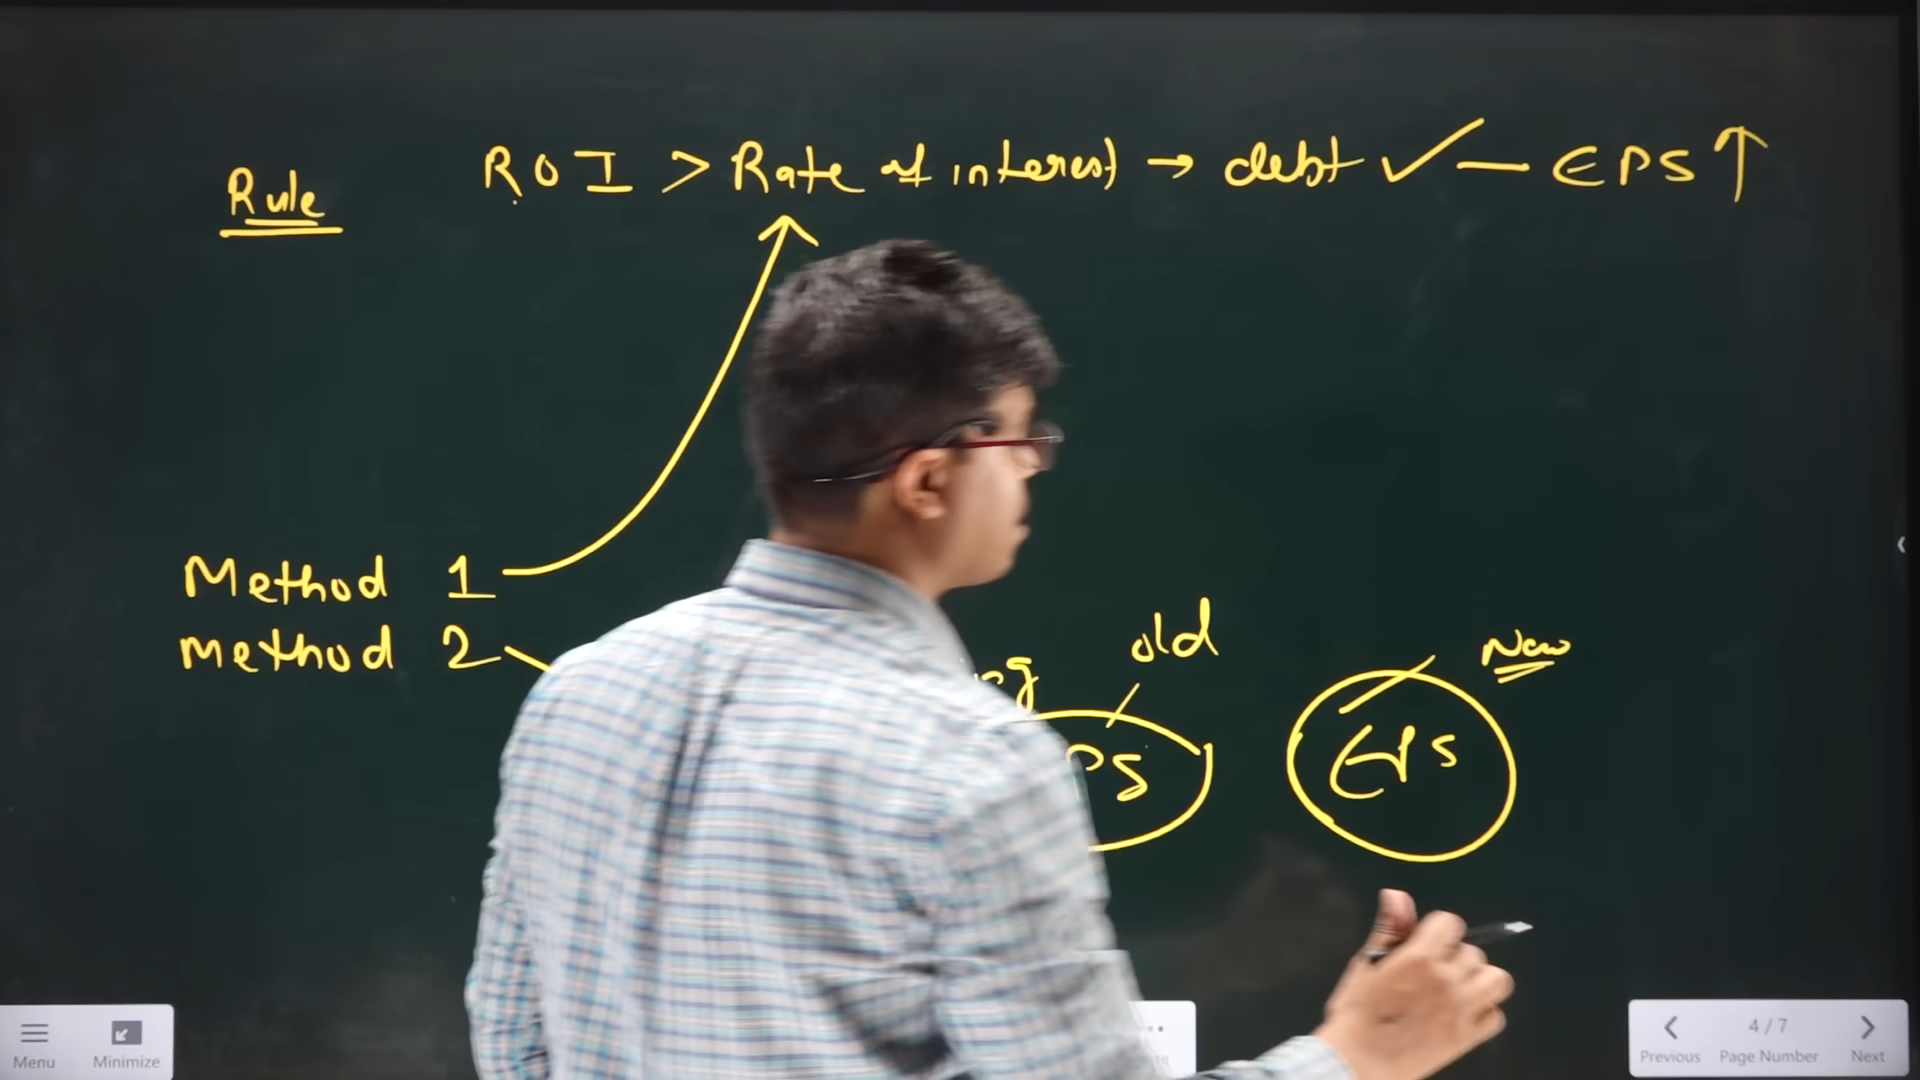 Rule
ROI > Rate of interest → debt ✓ — EPS ↑
Method 1
Method 2
old
New
EPS
Menu
Minimize
4 / 7
Previous
Page Number
Next